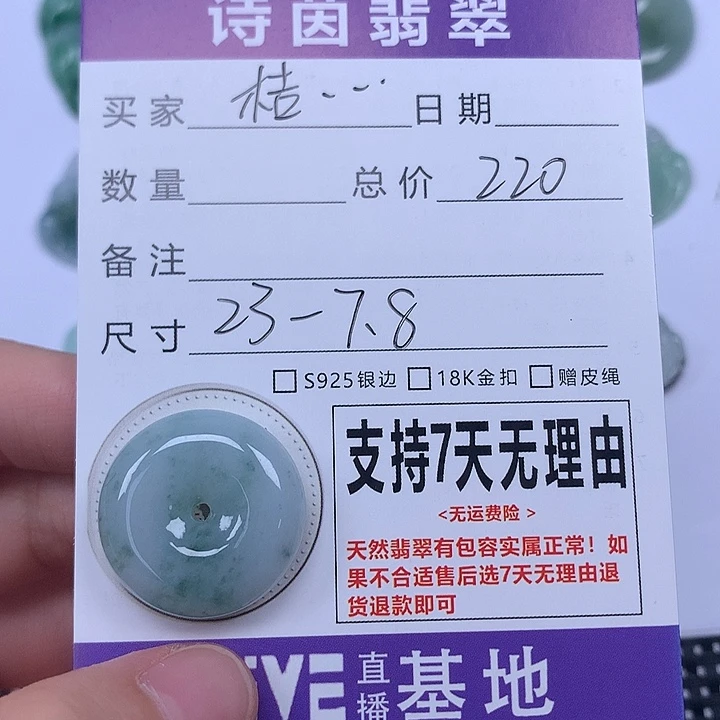 诗茵翡翠
买家 桔... 日期
数量 总价 220
备注
尺寸 23-7.8
□S925银边 □18K金扣 □赠皮绳
支持7天无理由
<无运费险 >
天然翡翠有包容实属正常！如
果不合适售后选7天无理由退
货退款即可
直播基地